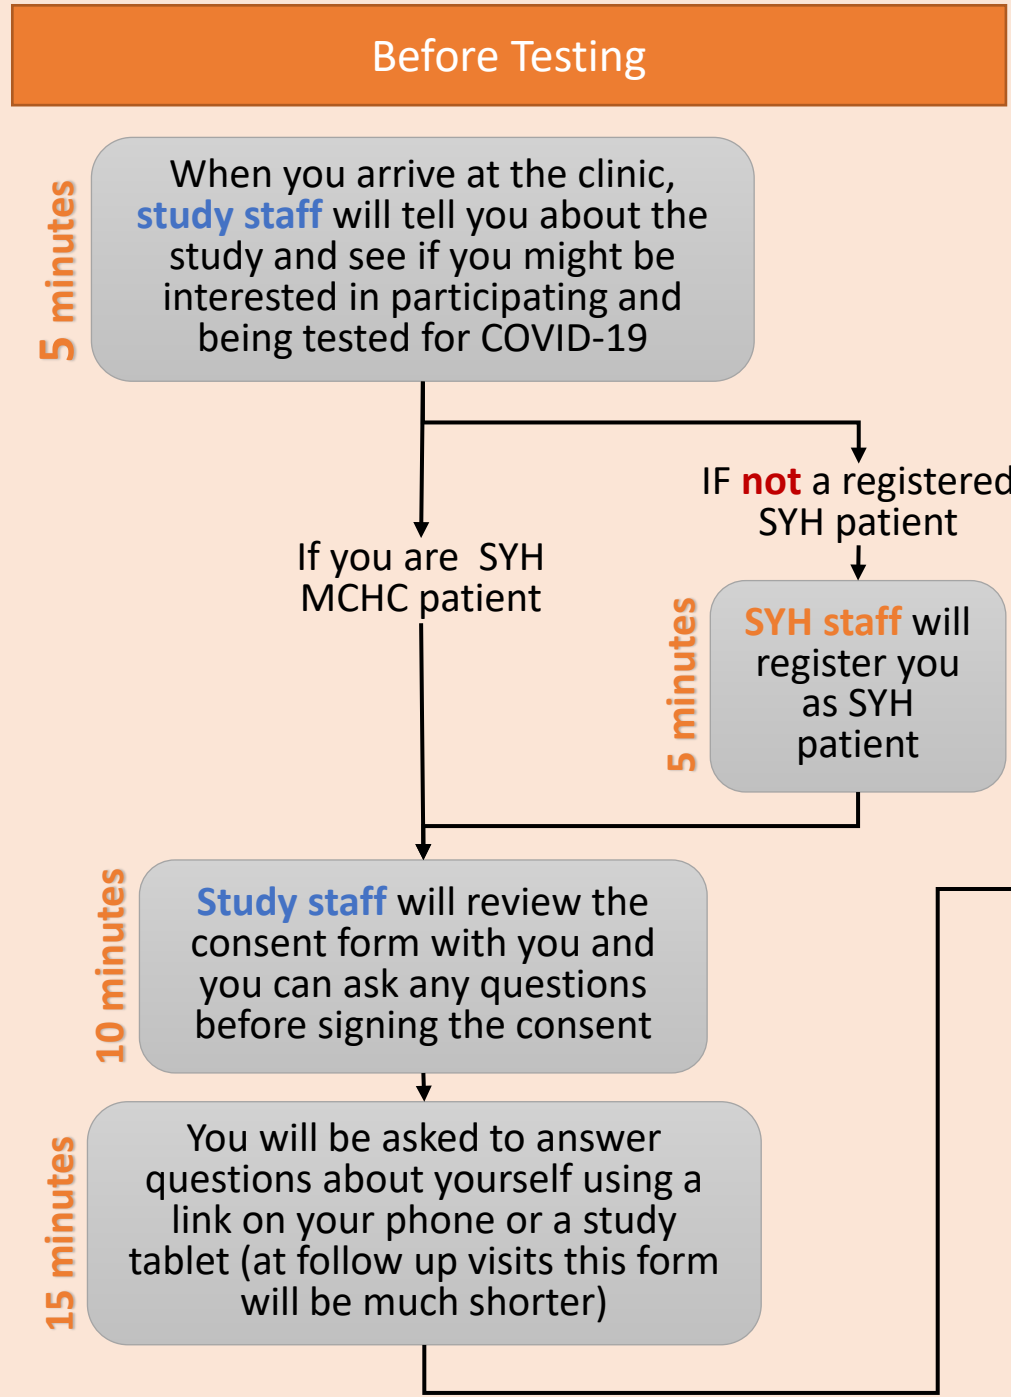 Before Testing
5 minutes
When you arrive at the clinic,
study staff will tell you about the
study and see if you might be
interested in participating and
being tested for COVID-19
IF not a registered
SYH patient
If you are  SYH
MCHC patient
5 minutes
SYH staff will
register you
as SYH
patient
10 minutes
Study staff will review the
consent form with you and
you can ask any questions
before signing the consent
15 minutes
You will be asked to answer
questions about yourself using a
link on your phone or a study
tablet (at follow up visits this form
will be much shorter)